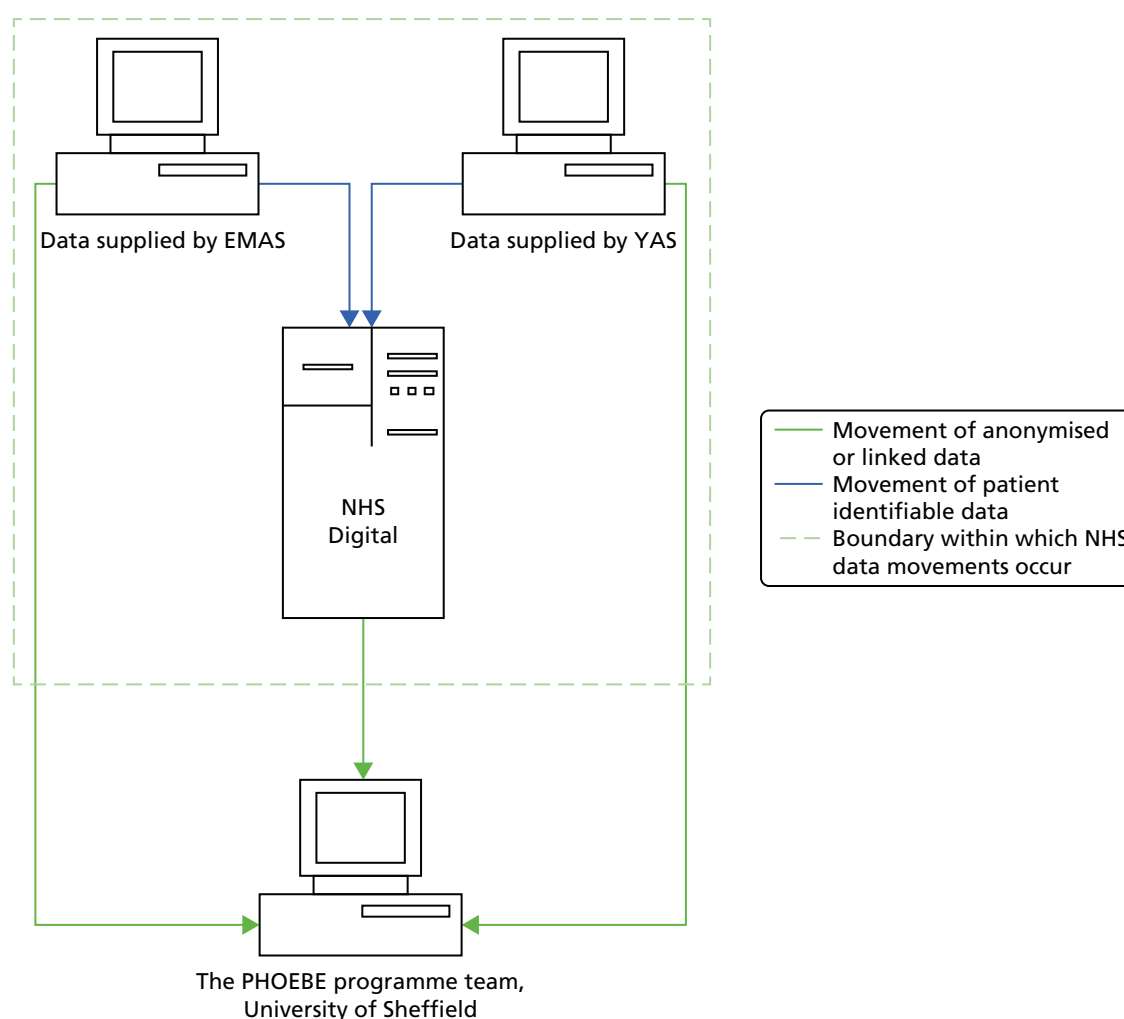 Data supplied by EMAS
Data supplied by YAS
NHS
Digital
Movement of anonymised
or linked data
Movement of patient
identifiable data
Boundary within which NHS
data movements occur
The PHOEBE programme team,
University of Sheffield